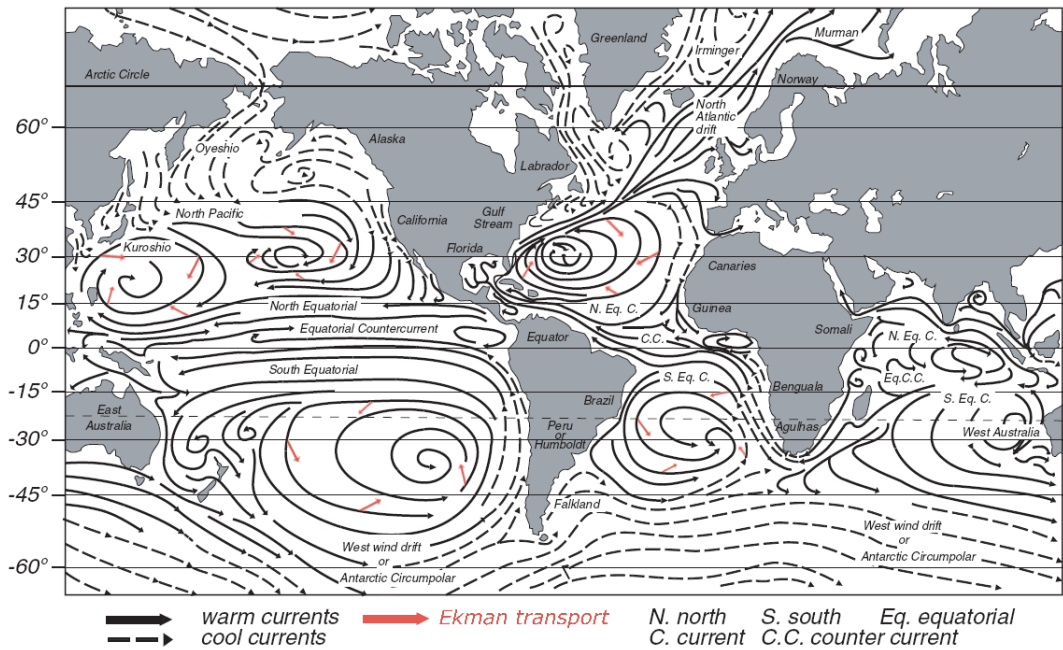 Greenland
Irminger
Murman
Arctic Circle
Norway
60°
North
Atlantic
drift
Alaska
Oyeshio
Labrador
45°
North Pacific
California
Gulf
Stream
Kuroshio
Florida
30°
Canaries
15°
North Equatorial
N. Eq. C.
Guinea
Equatorial Countercurrent
Equator
C.C.
Somali
N. Eq. C.
0°
South Equatorial
S. Eq. C.
Eq.C.C.
-15°
Benguala
East
Australia
Brazil
S. Eq. C.
Peru
or
Humboldt
Agulhas
West Australia
-30°
-45°
Falkland
West wind drift
or
Antarctic Circumpolar
West wind drift
or
Antarctic Circumpolar
-60°
warm currents
Ekman transport
N. north S. south Eq. equatorial
cool currents
C. current C.C. counter current